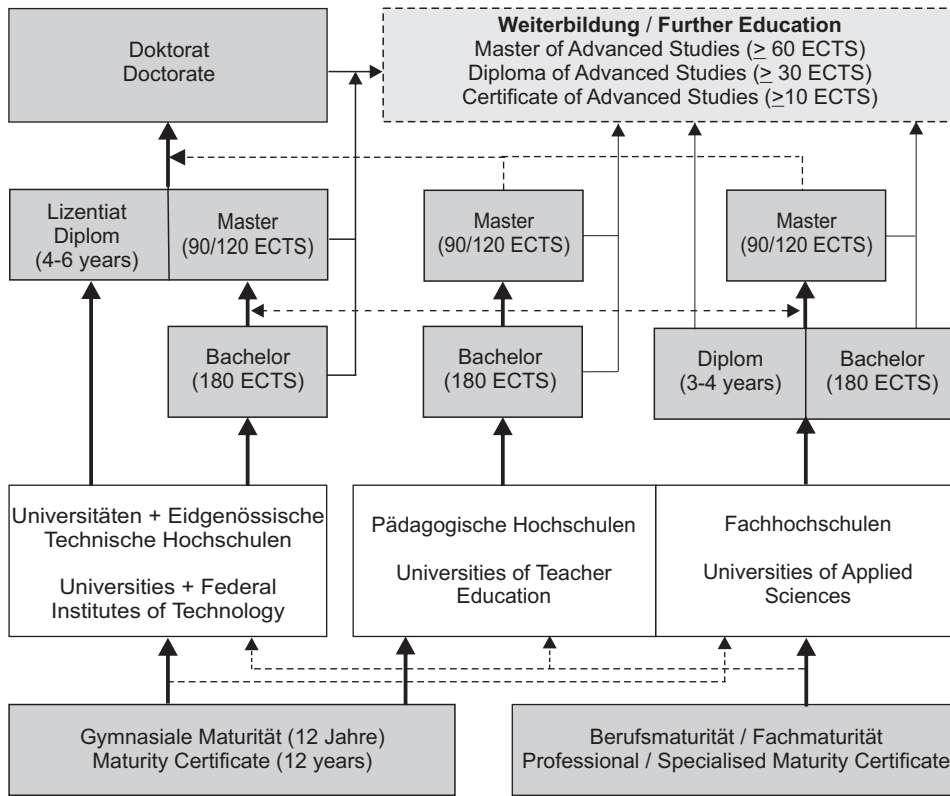 Doktorat
Doctorate
Weiterbildung / Further Education
Master of Advanced Studies (≥ 60 ECTS)
Diploma of Advanced Studies (≥ 30 ECTS)
Certificate of Advanced Studies (≥10 ECTS)
Lizentiat
Diplom
(4-6 years)
Master
(90/120 ECTS)
Master
(90/120 ECTS)
Master
(90/120 ECTS)
Bachelor
(180 ECTS)
Bachelor
(180 ECTS)
Diplom
(3-4 years)
Bachelor
(180 ECTS)
Universitäten + Eidgenössische
Technische Hochschulen
Universities + Federal
Institutes of Technology
Pädagogische Hochschulen
Universities of Teacher
Education
Fachhochschulen
Universities of Applied
Sciences
Gymnasiale Maturität (12 Jahre)
Maturity Certificate (12 years)
Berufsmaturität / Fachmaturität
Professional / Specialised Maturity Certificate